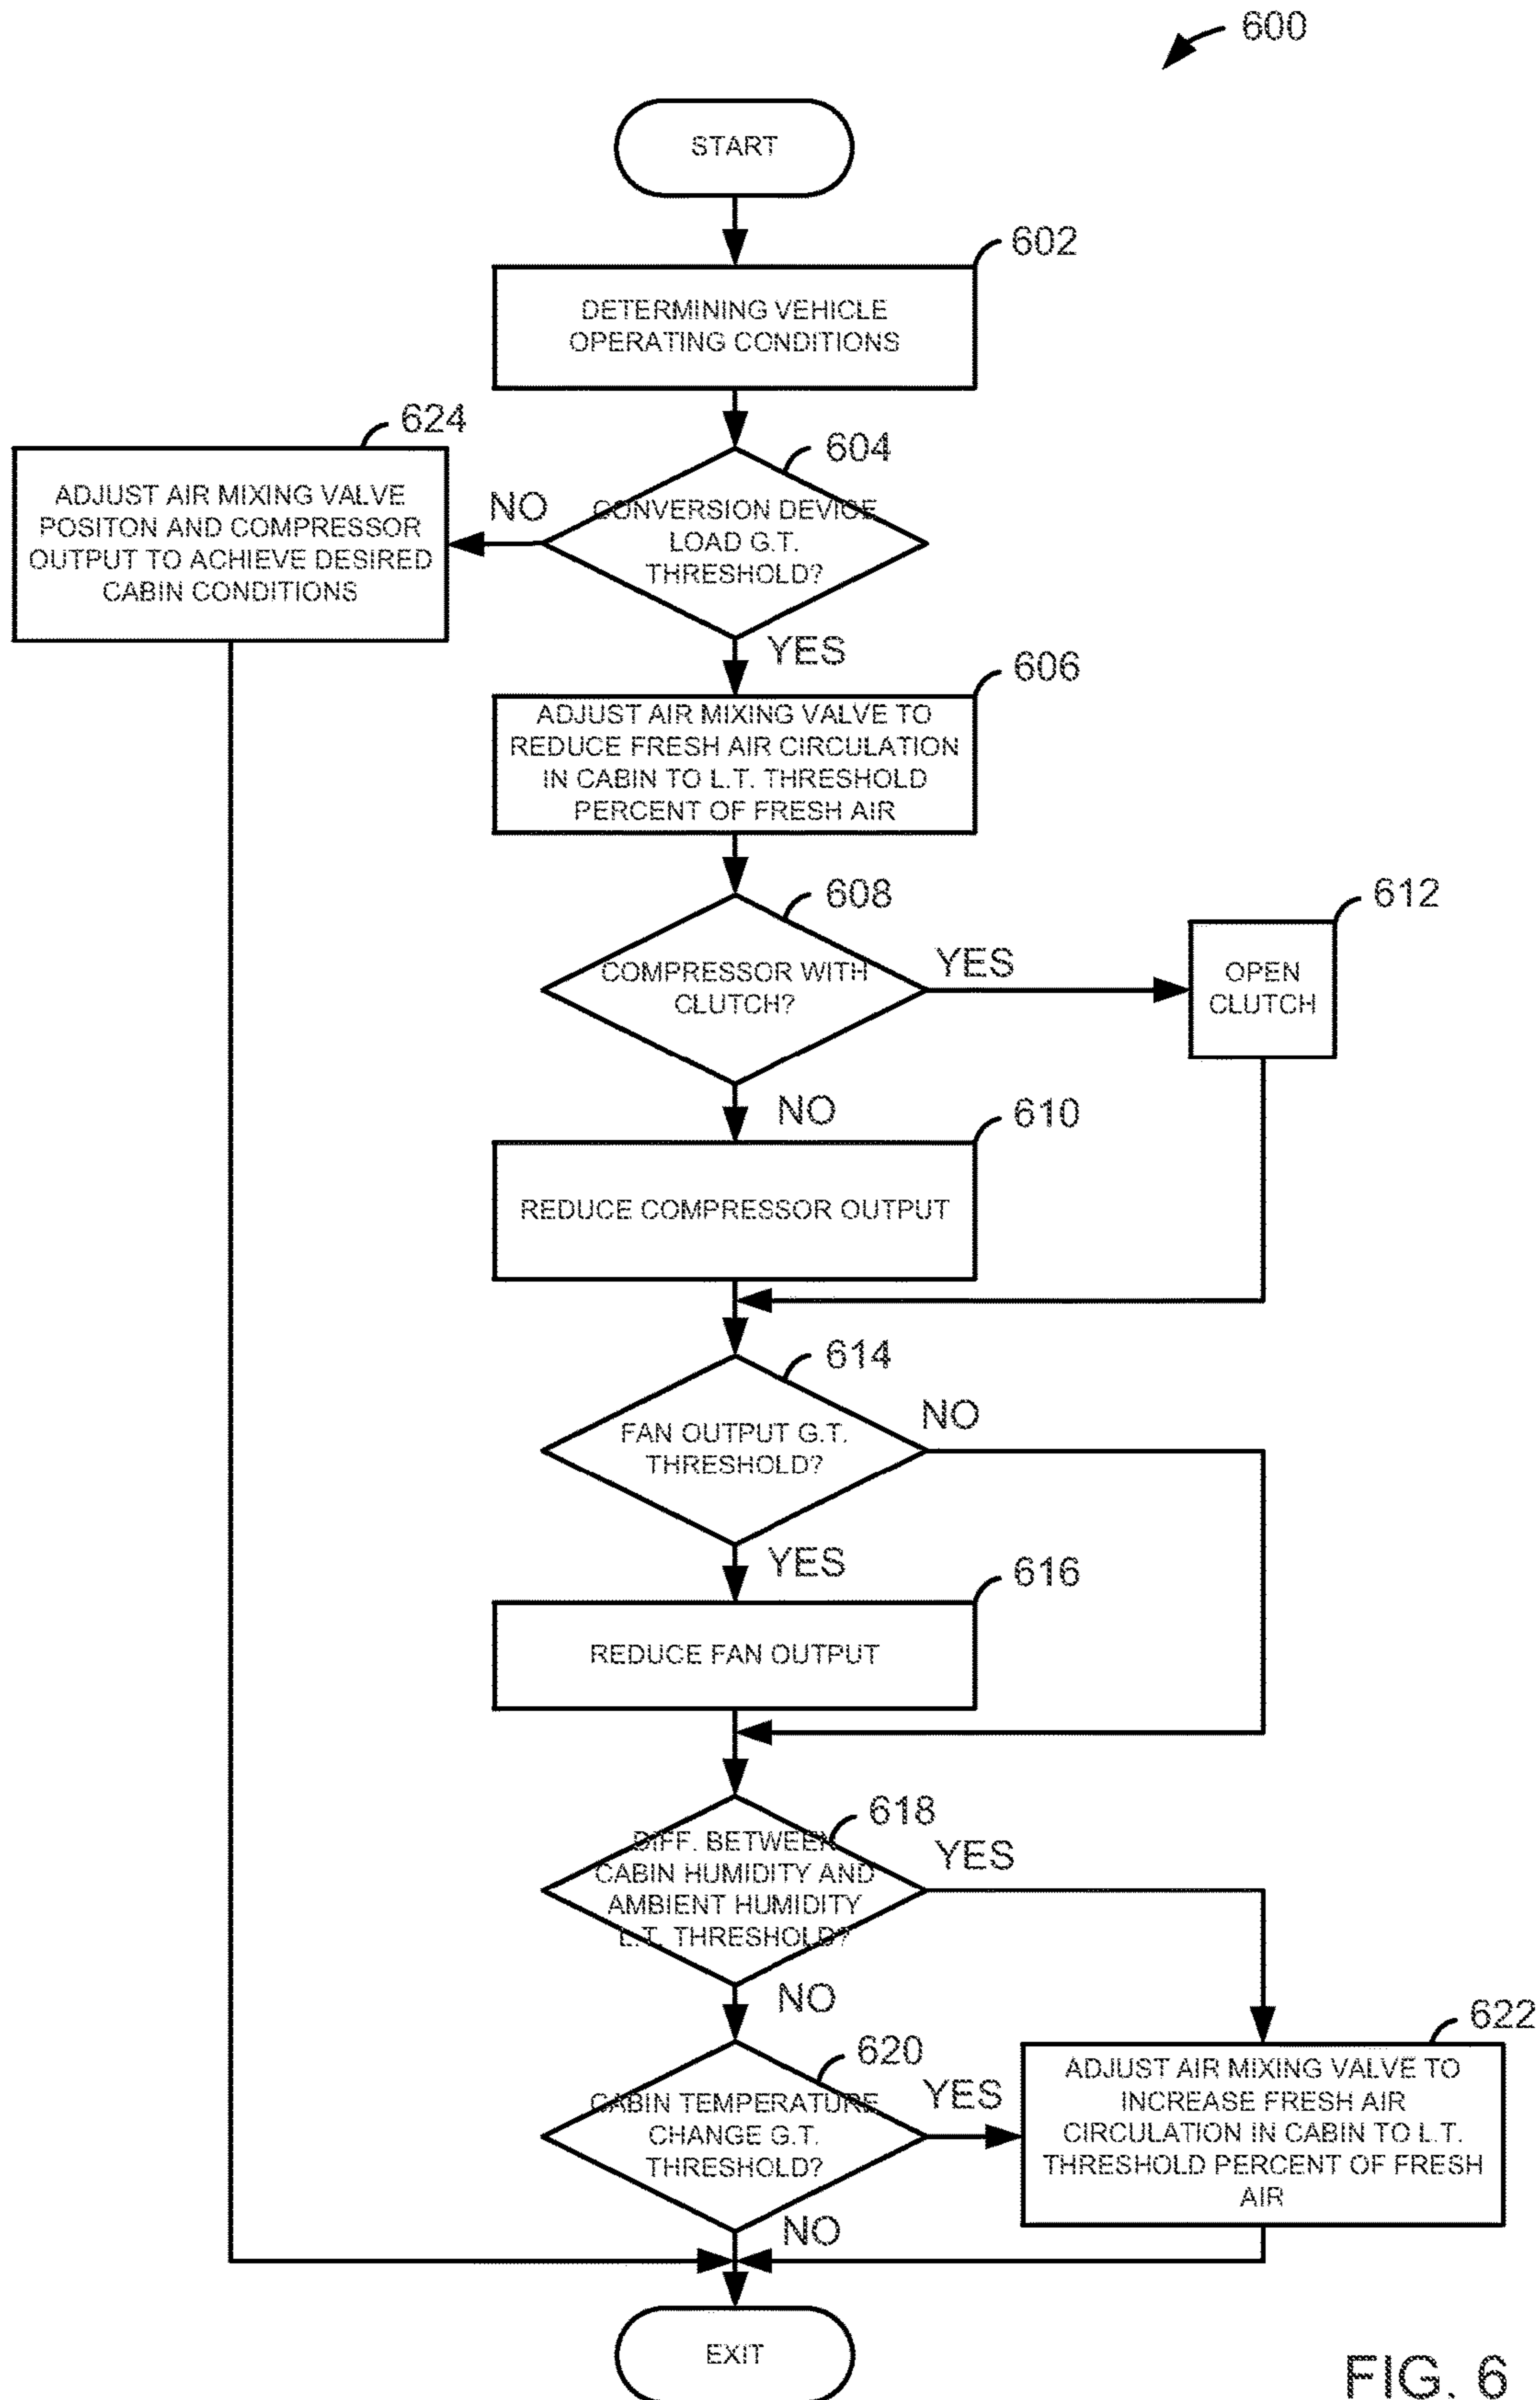 600
START
602
DETERMINING VEHICLE
OPERATING CONDITIONS
624
ADJUST AIR MIXING VALVE
POSITON AND COMPRESSOR
OUTPUT TO ACHIEVE DESIRED
CABIN CONDITIONS
NO
604
CONVERSION DEVICE
LOAD G.T.
THRESHOLD?
YES
606
ADJUST AIR MIXING VALVE TO
REDUCE FRESH AIR CIRCULATION
IN CABIN TO L.T. THRESHOLD
PERCENT OF FRESH AIR
608
COMPRESSOR WITH
CLUTCH?
YES
612
OPEN
CLUTCH
NO
610
REDUCE COMPRESSOR OUTPUT
614
FAN OUTPUT G.T.
THRESHOLD?
NO
YES
616
REDUCE FAN OUTPUT
618
DIFF. BETWEEN
CABIN HUMIDITY AND
AMBIENT HUMIDITY
L.T. THRESHOLD?
YES
NO
620
CABIN TEMPERATURE
CHANGE G.T.
THRESHOLD?
YES
622
ADJUST AIR MIXING VALVE TO
INCREASE FRESH AIR
CIRCULATION IN CABIN TO L.T.
THRESHOLD PERCENT OF FRESH
AIR
NO
EXIT
FIG. 6